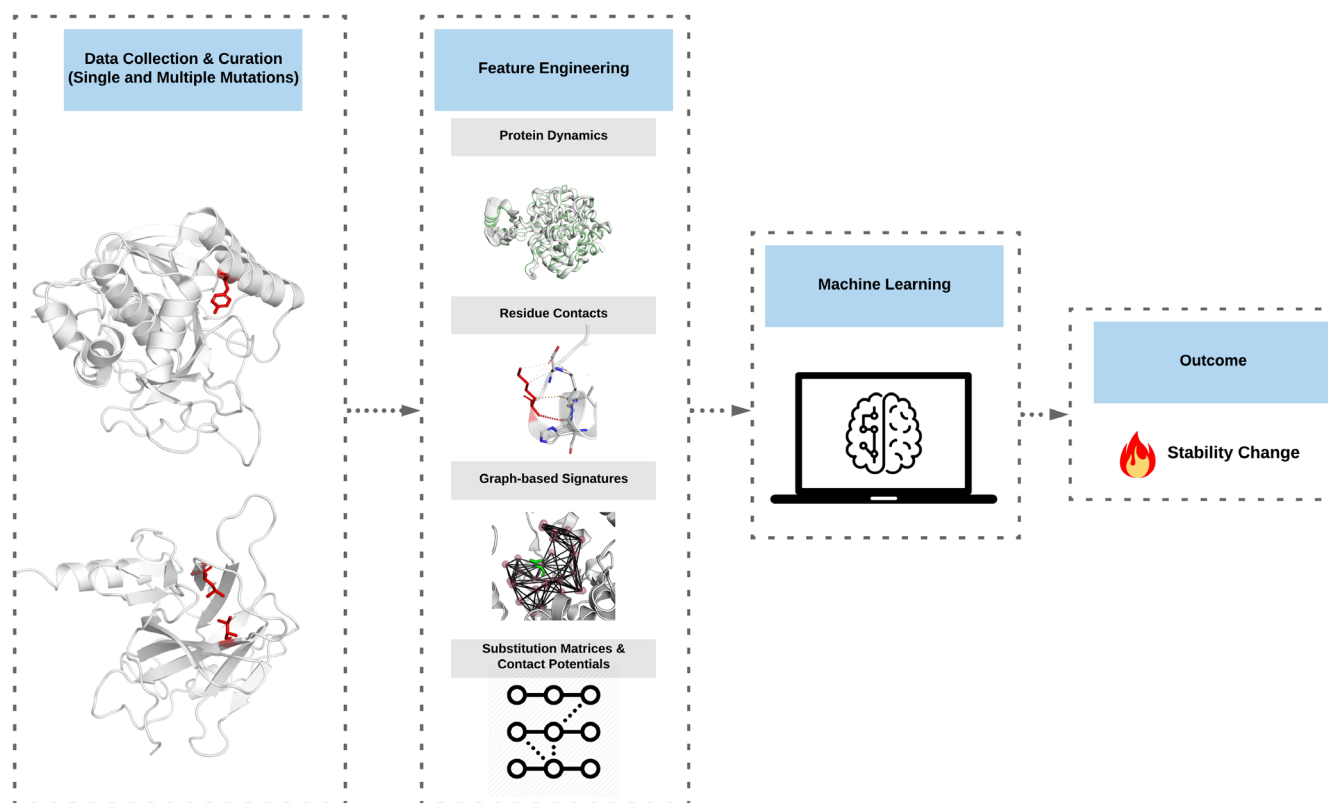 Data Collection & Curation
(Single and Multiple Mutations)
Feature Engineering
Protein Dynamics
Residue Contacts
Graph-based Signatures
Substitution Matrices &
Contact Potentials
Machine Learning
Outcome
Stability Change